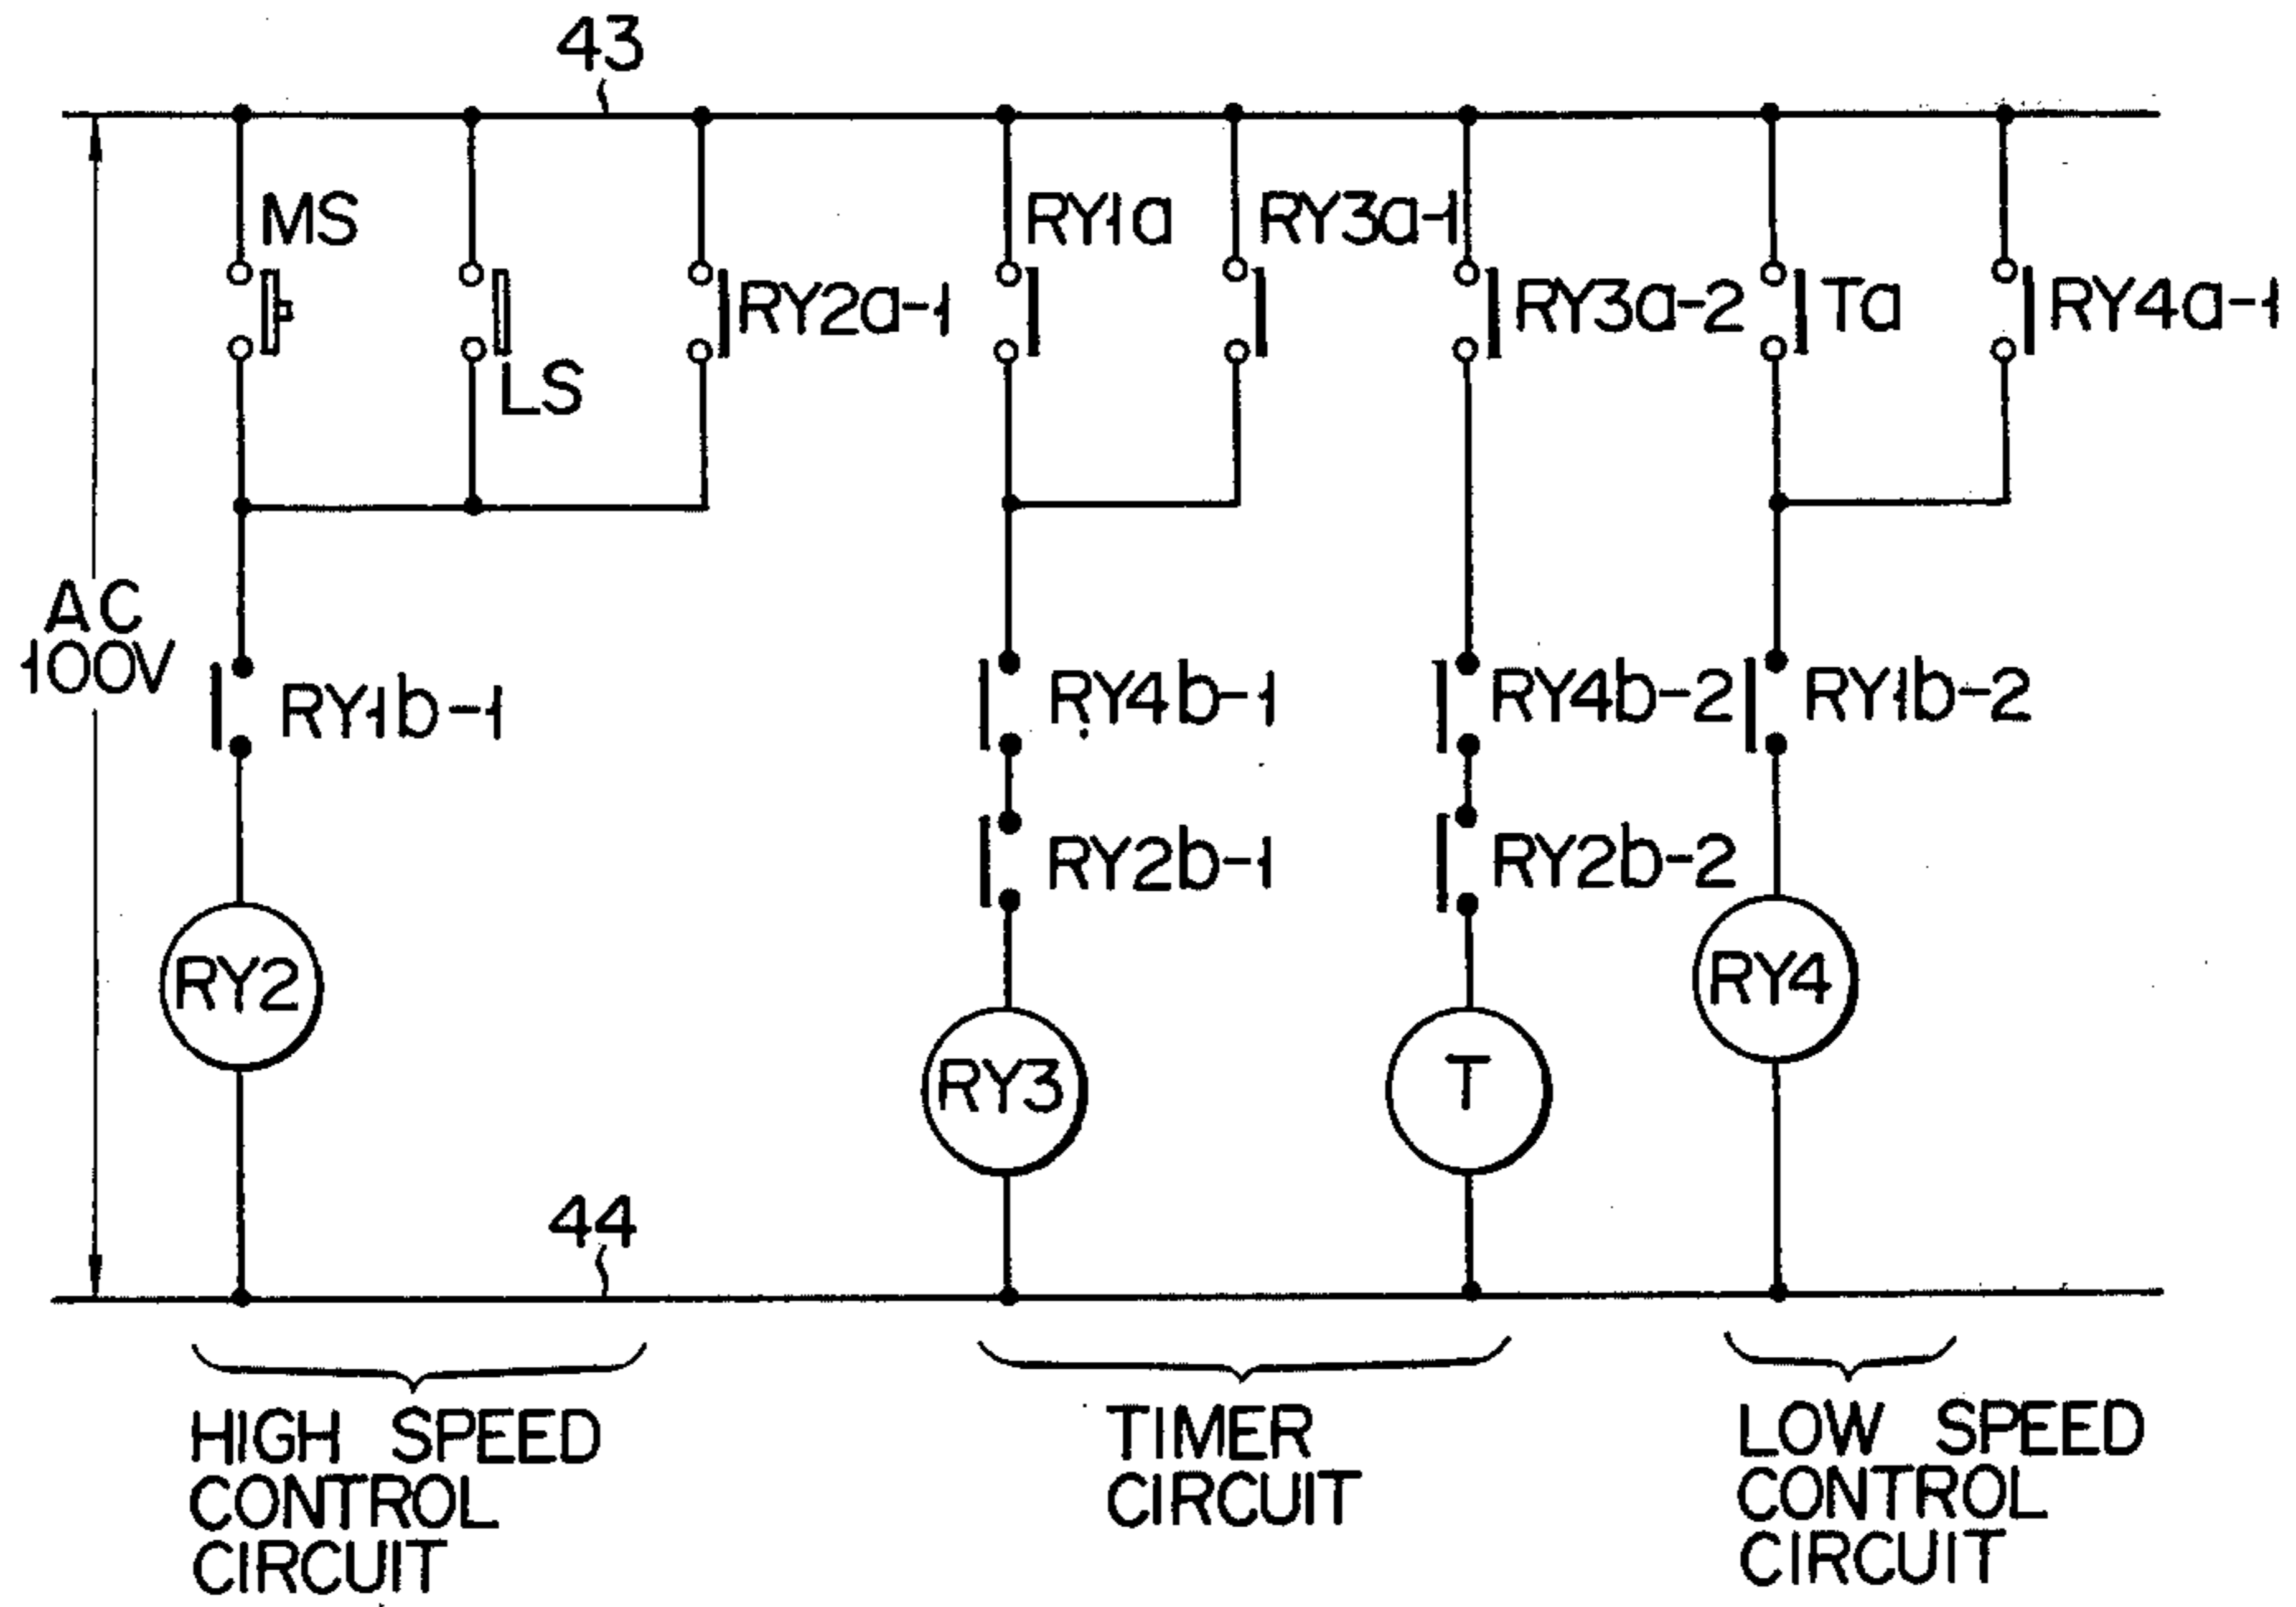 43
MS
RY1a
RY3a-1
RY2a-1
RY3a-2
Ta
RY4a-1
LS
AC
100V
RY1b-1
RY4b-1
RY4b-2
RY1b-2
RY2b-1
RY2b-2
RY2
RY4
RY3
T
44
HIGH SPEED
CONTROL
CIRCUIT
TIMER
CIRCUIT
LOW SPEED
CONTROL
CIRCUIT